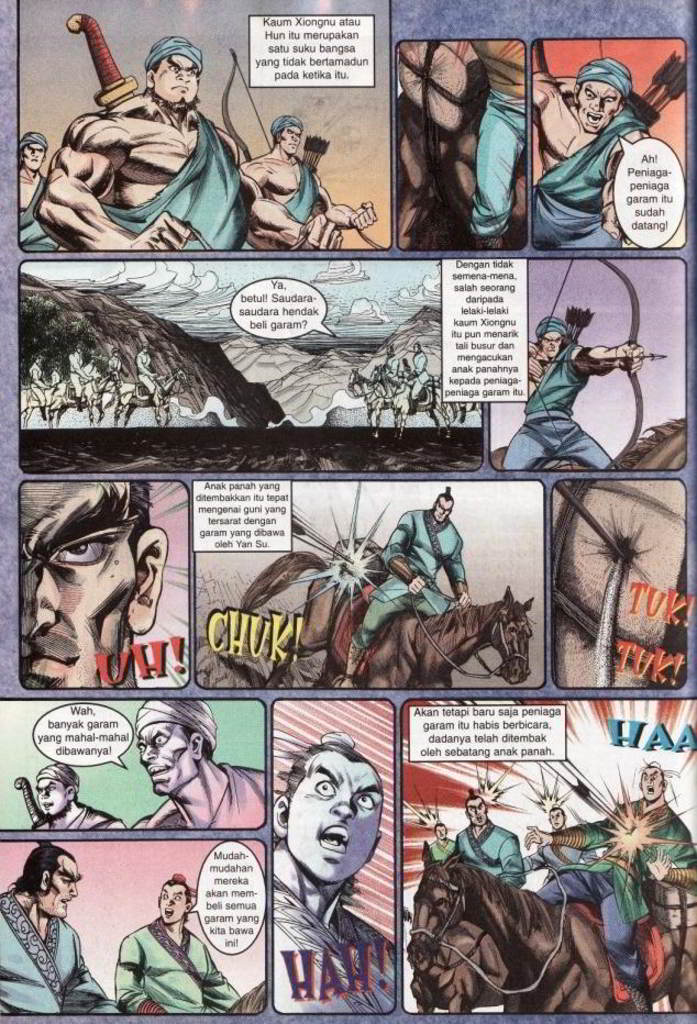 Kaum Xiongnu atau
Hun itu merupakan
satu suku bangsa
yang tidak bertamadun
pada ketika itu.
Ah!
Peniaga-
peniaga
garam itu
sudah
datang!
Ya,
betul! Saudara-
saudara hendak
beli garam?
Dengan tidak
semena-mena,
salah seorang
daripada
lelaki-lelaki
kaum Xiongnu
itu pun menarik
tali busur dan
mengacukan
anak panahnya
kepada peniaga-
peniaga garam itu.
UH!
Anak panah yang
ditembakkan itu tepat
mengenai guni yang
tersarat dengan
garam yang dibawa
oleh Yan Su.
CHUK!
TUK!
TUK!
Wah,
banyak garam
yang mahal-mahal
dibawanya!
Mudah-
mudahan
mereka
akan mem-
beli semua
garam yang
kita bawa
ini!
HAH!
Akan tetapi baru saja peniaga
garam itu habis berbicara,
dadanya telah ditembak
oleh sebatang anak panah.
HAA